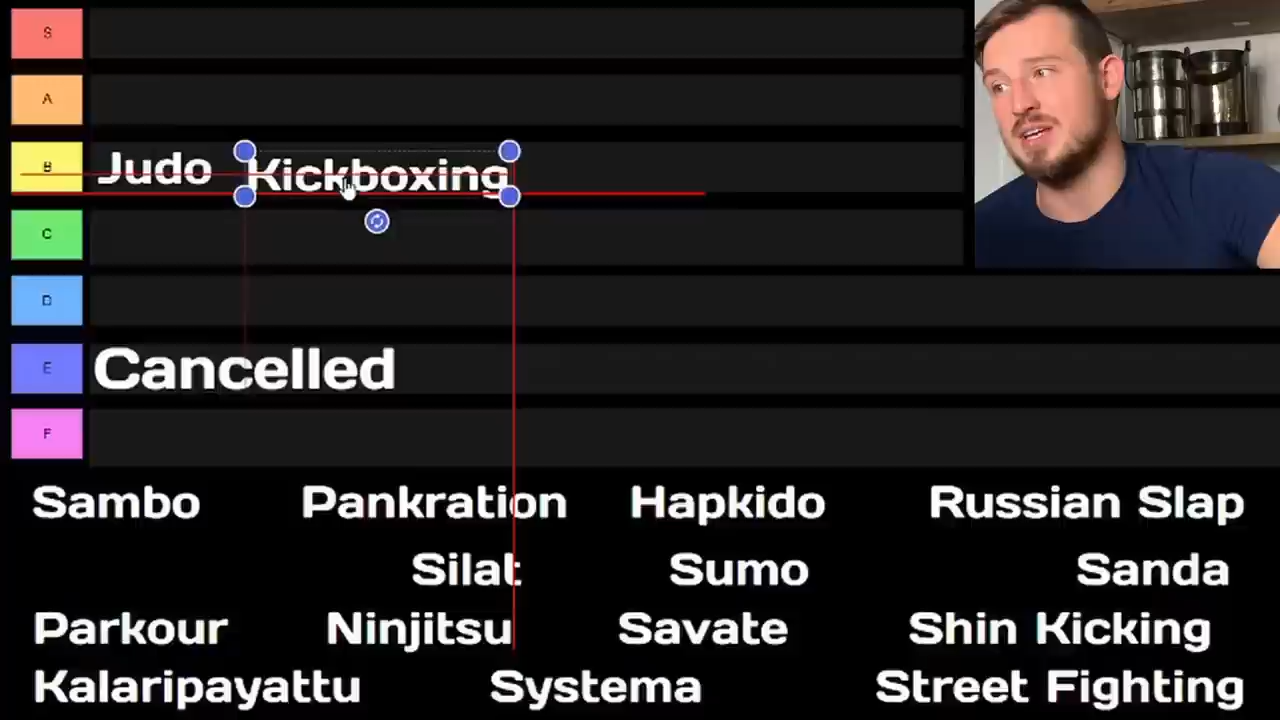 S
A
B Judo Kickboxing
C
D
E Cancelled
F
Sambo Pankration Hapkido Russian Slap
Silat Sumo Sanda
Parkour Ninjitsu Savate Shin Kicking
Kalaripayattu Systema Street Fighting